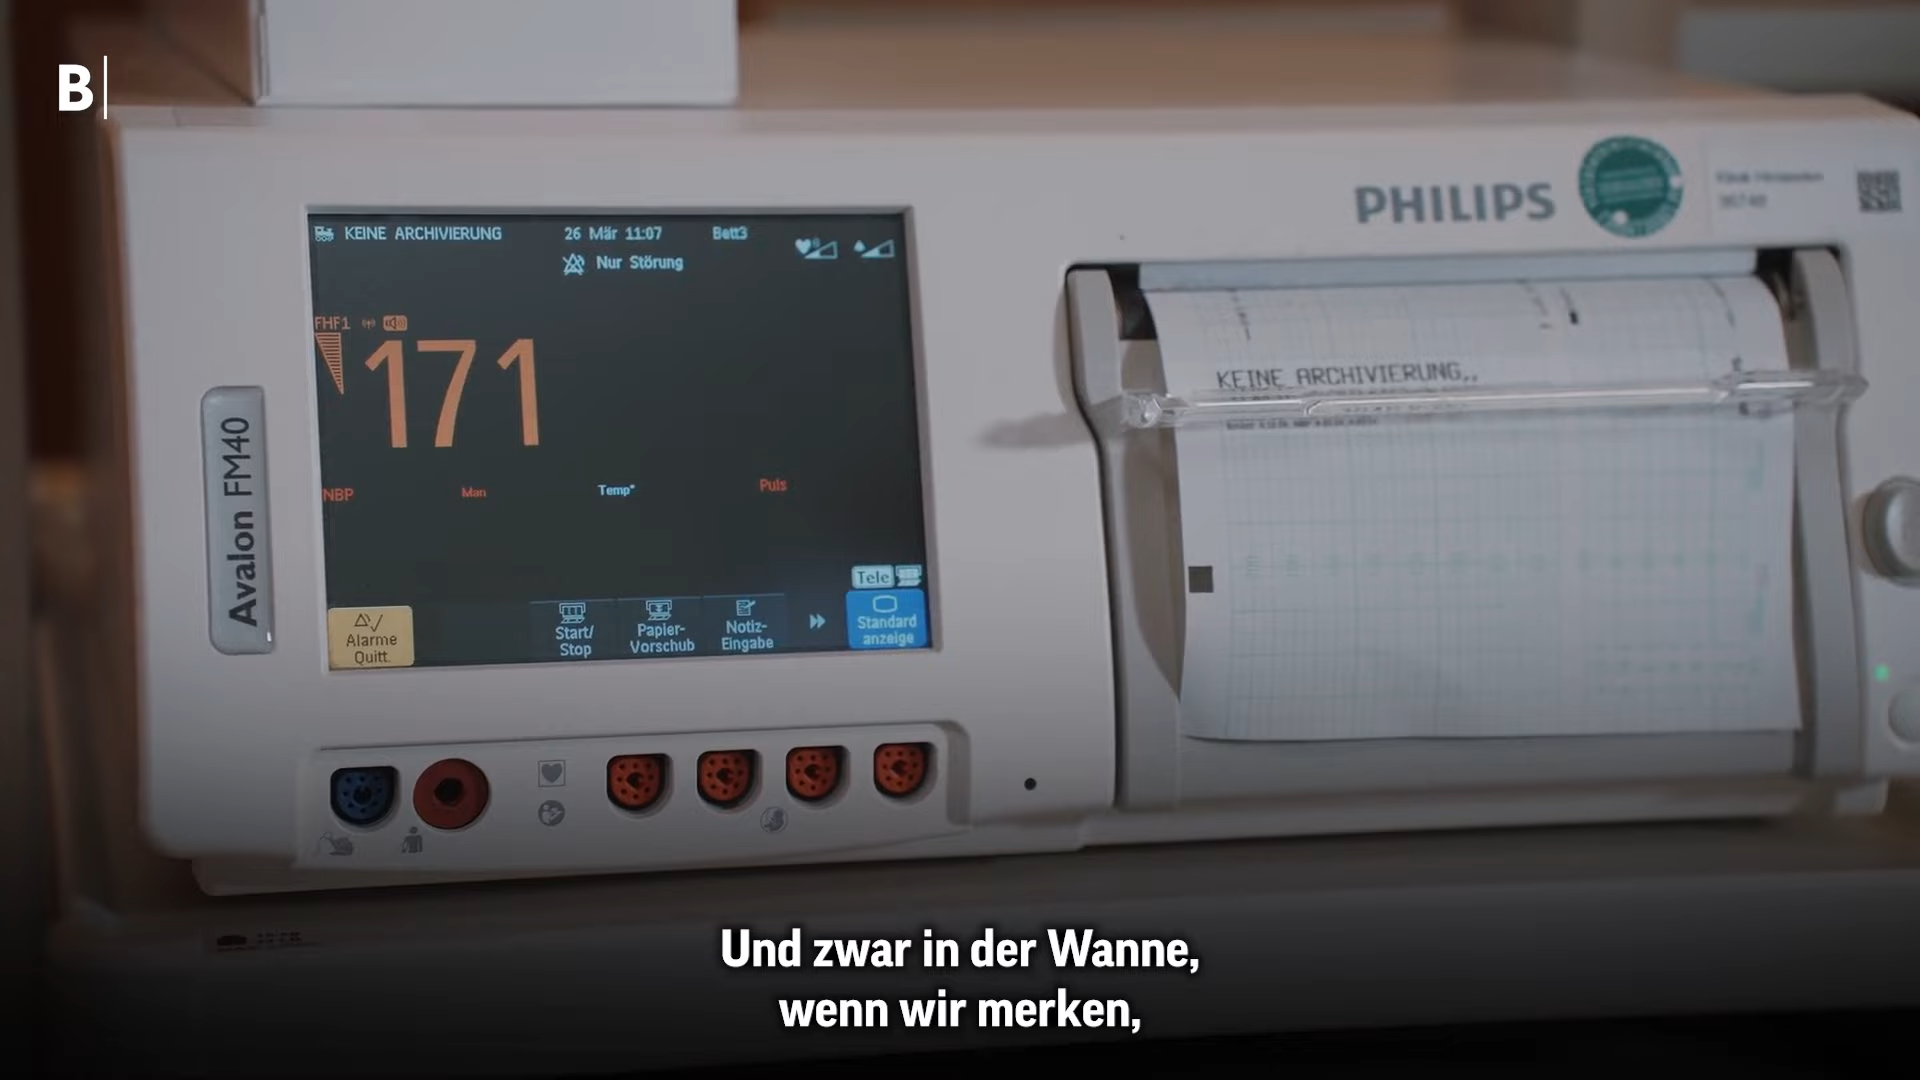 B
PHILIPS
KEINE ARCHIVIERUNG
26 Mär 11:07
Bett3
Nur Störung
FHF1
171
NBP
Man
Temp°
Puls
Tele
Alarme
Quitt.
Start/
Stop
Papier-
Vorschub
Notiz-
Eingabe
Standard
anzeige
Avalon FM40
KEINE ARCHIVIERUNG,,
Und zwar in der Wanne,
wenn wir merken,